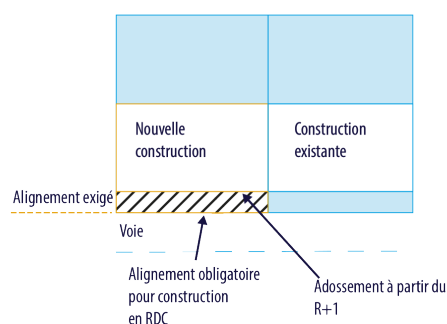 Nouvelle
construction
Construction
existante
Alignement exigé
Voie
Alignement obligatoire
pour construction
en RDC
Adossement à partir du
R+1